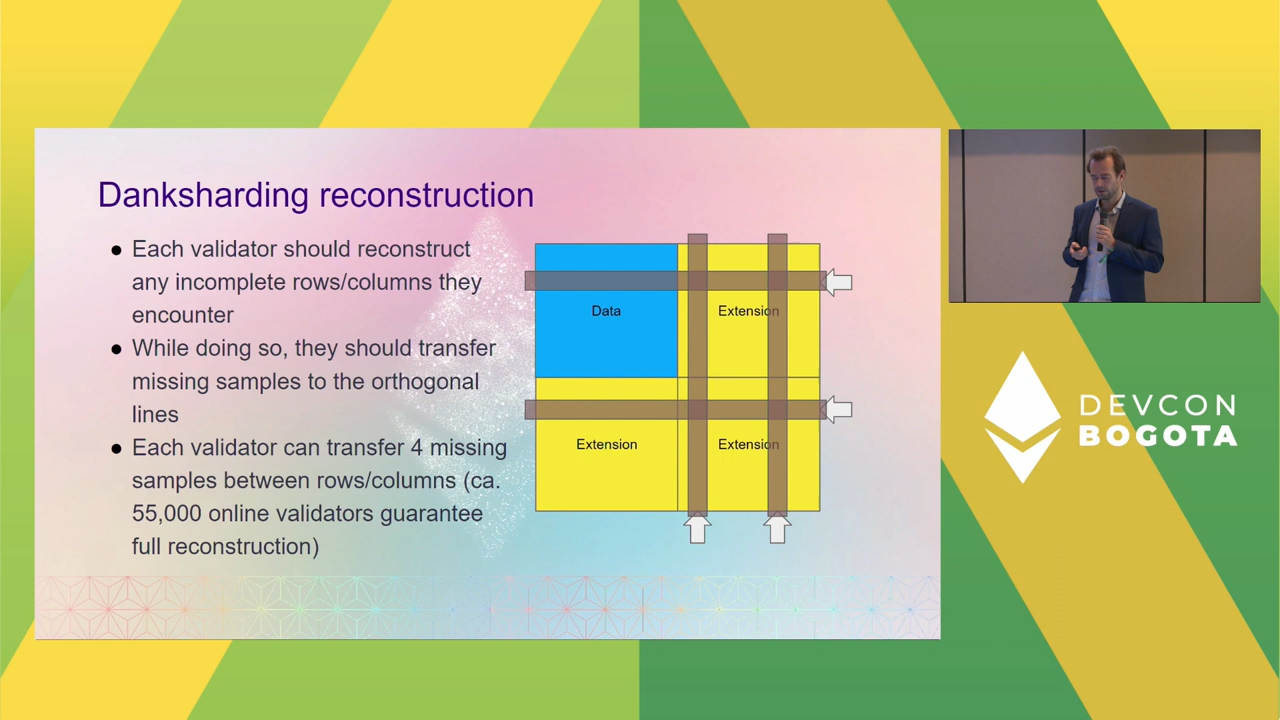 Danksharding reconstruction
● Each validator should reconstruct
any incomplete rows/columns they
encounter
● While doing so, they should transfer
missing samples to the orthogonal
lines
● Each validator can transfer 4 missing
samples between rows/columns (ca.
55,000 online validators guarantee
full reconstruction)
Data
Extension
Extension
Extension
DEVCON
BOGOTA